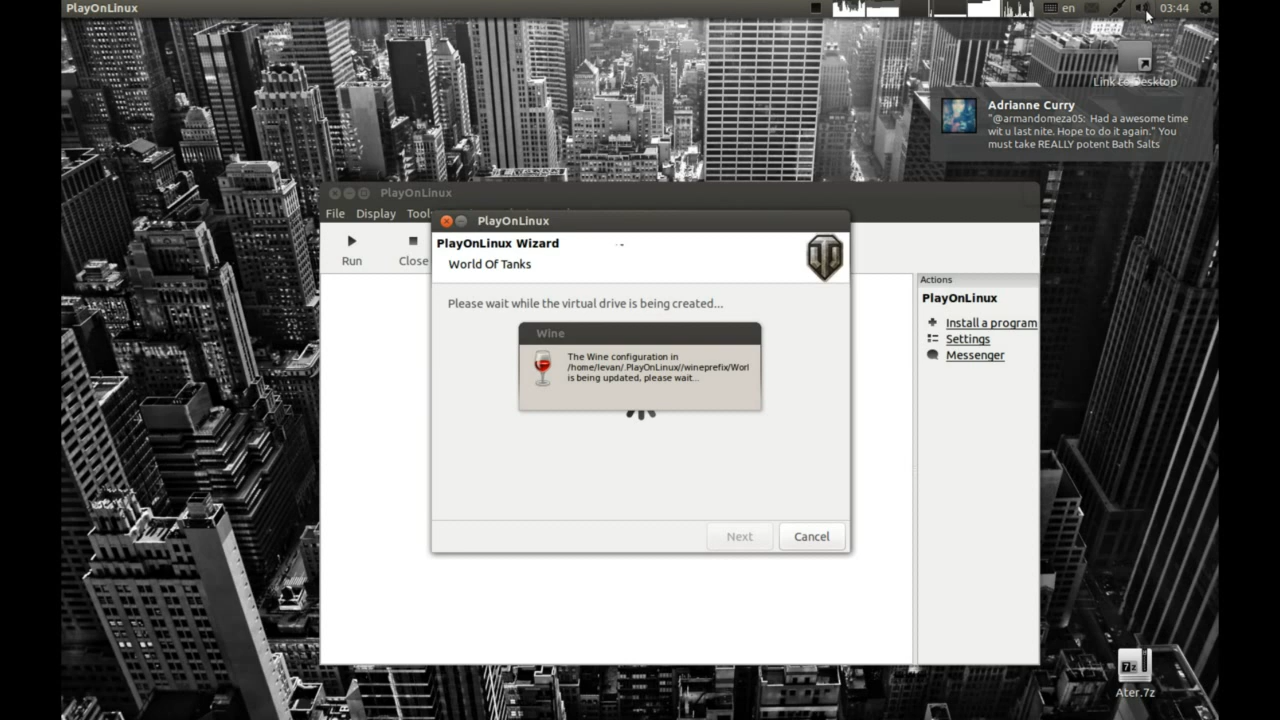 PlayOnLinux
en
03:44
Link to Desktop
Adrianne Curry
"@armandomeza05: Had a awesome time
wit u last nite. Hope to do it again." You
must take REALLY potent Bath Salts
PlayOnLinux
File Display Tool
Run Close
PlayOnLinux
PlayOnLinux Wizard
World Of Tanks
Please wait while the virtual drive is being created...
Wine
The Wine configuration in
/home/levan/.PlayOnLinux//wineprefix/Worl
is being updated, please wait...
Next Cancel
Actions
PlayOnLinux
Install a program
Settings
Messenger
7z
Ater.7z